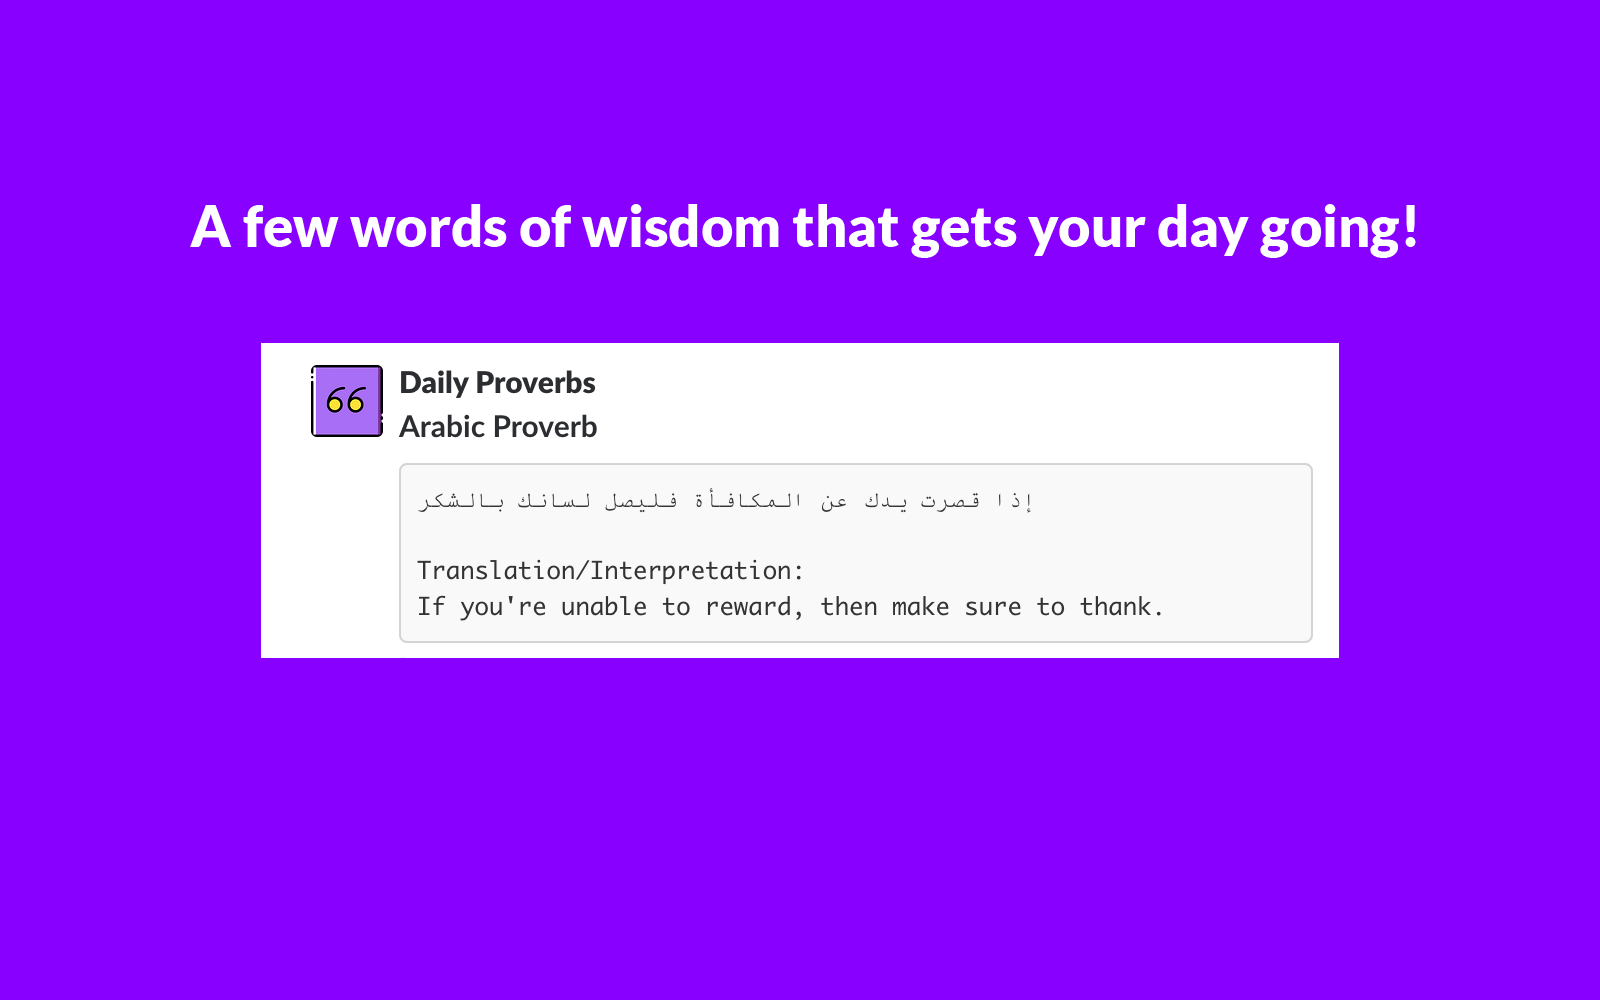 A few words of wisdom that gets your day going!
Daily Proverbs
Arabic Proverb
إذا قصرت يدك عن المكافأة فليصل لسانك بالشكر
Translation/Interpretation:
If you're unable to reward, then make sure to thank.